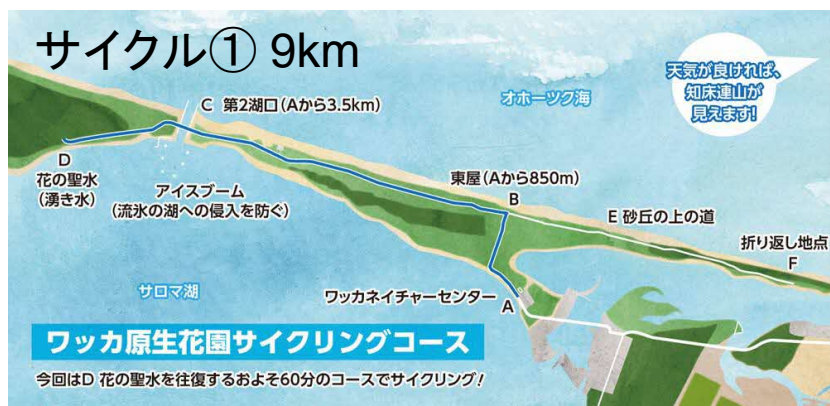 サイクル① 9km
天気が良ければ、
知床連山が
見えます!
オホーツク海
C 第2湖口(Aから3.5km)
D
花の聖水
(湧き水)
アイスブーム
(流氷の湖への侵入を防ぐ)
東屋(Aから850m)
B
E 砂丘の上の道
折り返し地点
F
サロマ湖
ワッカネイチャーセンター
A
ワッカ原生花園サイクリングコース
今回はD 花の聖水を往復するおよそ60分のコースでサイクリング!